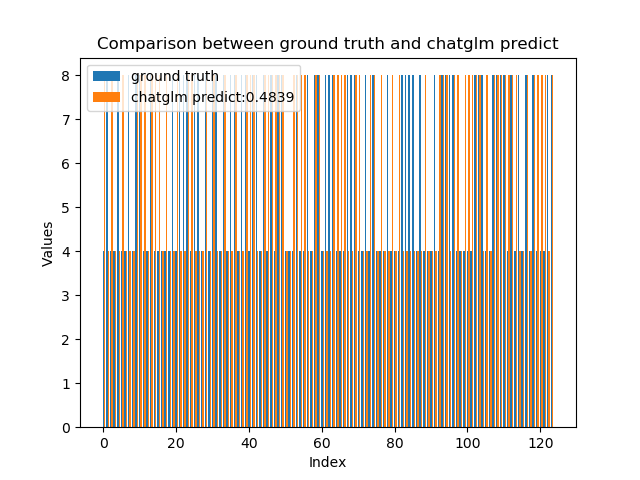 Comparison between ground truth and chatglm predict
ground truth
chatglm predict:0.4839
8
7
6
5
4
3
2
1
0
Values
0 20 40 60 80 100 120
Index